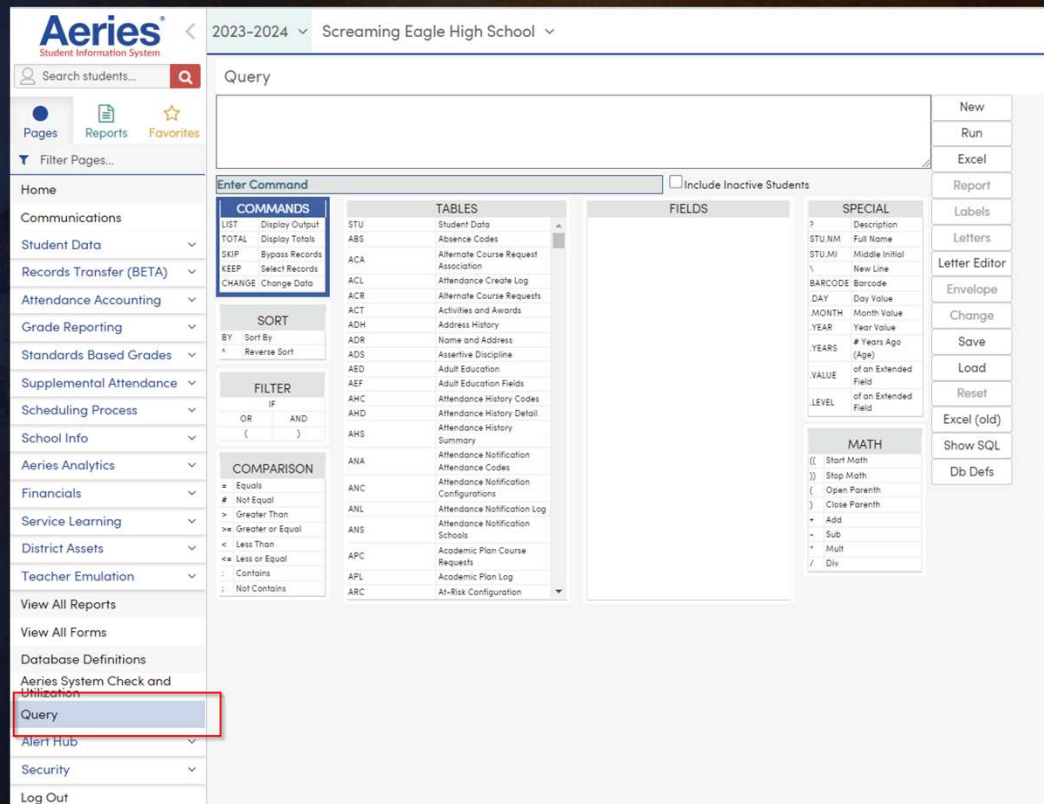 Aeries
Student Information System
2023-2024
Screaming Eagle High School
Search students...
Pages
Reports
Favorites
Filter Pages...
Home
Communications
Student Data
Records Transfer (BETA)
Attendance Accounting
Grade Reporting
Standards Based Grades
Supplemental Attendance
Scheduling Process
School Info
Aeries Analytics
Financials
Service Learning
District Assets
Teacher Emulation
View All Reports
View All Forms
Database Definitions
Aeries System Check and
Utilization
Query
Alert Hub
Security
Log Out
Query
Enter Command
Include Inactive Students
COMMANDS
LIST Display Output
TOTAL Display Totals
SKIP Bypass Records
KEEP Select Records
CHANGE Change Data
SORT
BY Sort By
^ Reverse Sort
FILTER
IF
OR AND
( )
COMPARISON
= Equals
# Not Equal
> Greater Than
>= Greater or Equal
< Less Than
<= Less or Equal
: Contains
; Not Contains
TABLES
STU Student Data
ABS Absence Codes
ACA Alternate Course Request
Association
ACL Attendance Create Log
ACR Alternate Course Requests
ACT Activities and Awards
ADH Address History
ADR Name and Address
ADS Assertive Discipline
AED Adult Education
AEF Adult Education Fields
AHC Attendance History Codes
AHD Attendance History Detail
AHS Attendance History
Summary
ANA Attendance Notification
Attendance Codes
ANC Attendance Notification
Configurations
ANL Attendance Notification Log
ANS Attendance Notification
Schools
APC Academic Plan Course
Requests
APL Academic Plan Log
ARC At-Risk Configuration
FIELDS
SPECIAL
? Description
STU.NM Full Name
STU.MI Middle Initial
\ New Line
BARCODE Barcode
.DAY Day Value
.MONTH Month Value
.YEAR Year Value
.YEARS # Years Ago
(Age)
.VALUE of an Extended
Field
.LEVEL of an Extended
Field
MATH
(( Start Math
)) Stop Math
( Open Parenth
) Close Parenth
+ Add
- Sub
* Mult
/ Div
New
Run
Excel
Report
Labels
Letters
Letter Editor
Envelope
Change
Save
Load
Reset
Excel (old)
Show SQL
Db Defs